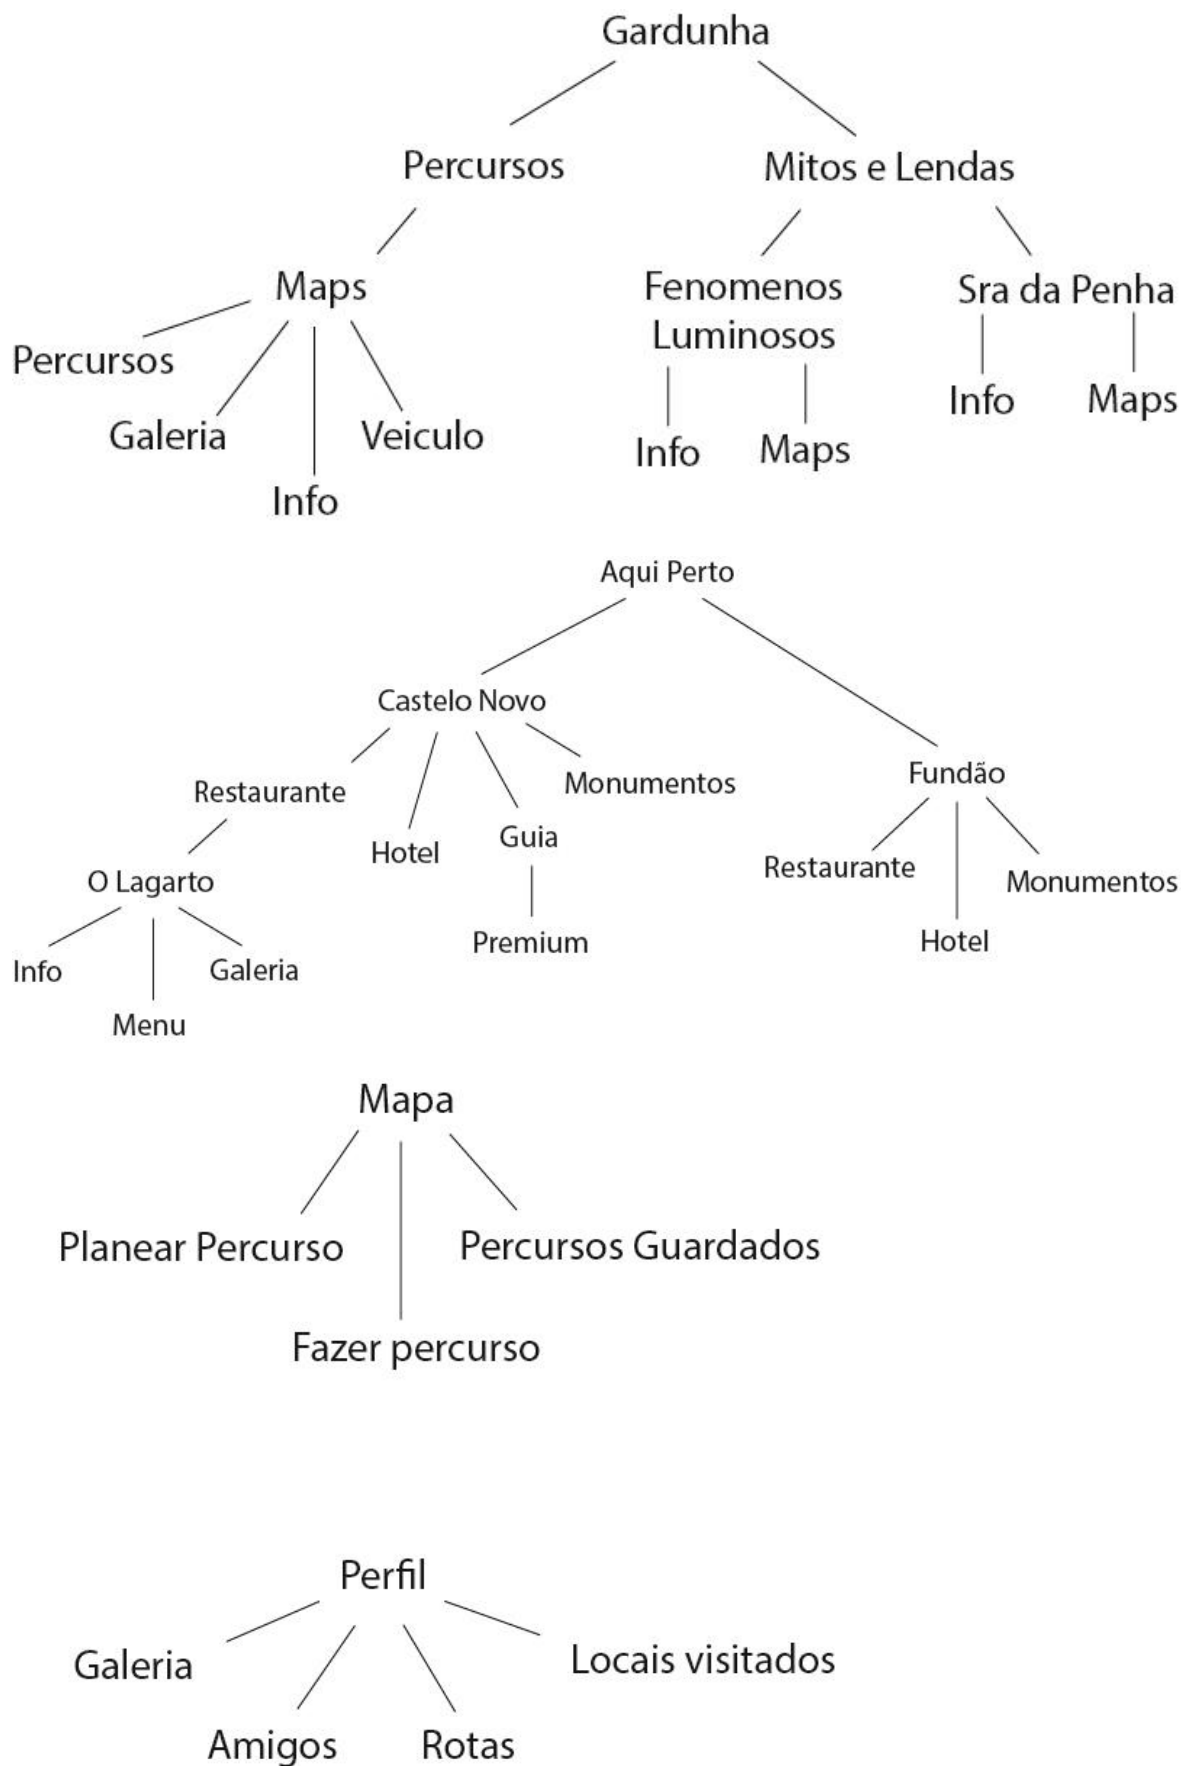 Gardunha
Percursos
Mitos e Lendas
Maps
Percursos
Galeria
Info
Veiculo
Fenomenos
Luminosos
Info
Maps
Sra da Penha
Info
Maps
Aqui Perto
Castelo Novo
Restaurante
O Lagarto
Info
Menu
Galeria
Hotel
Guia
Premium
Monumentos
Fundão
Restaurante
Hotel
Monumentos
Mapa
Planear Percurso
Fazer percurso
Percursos Guardados
Perfil
Galeria
Amigos
Rotas
Locais visitados